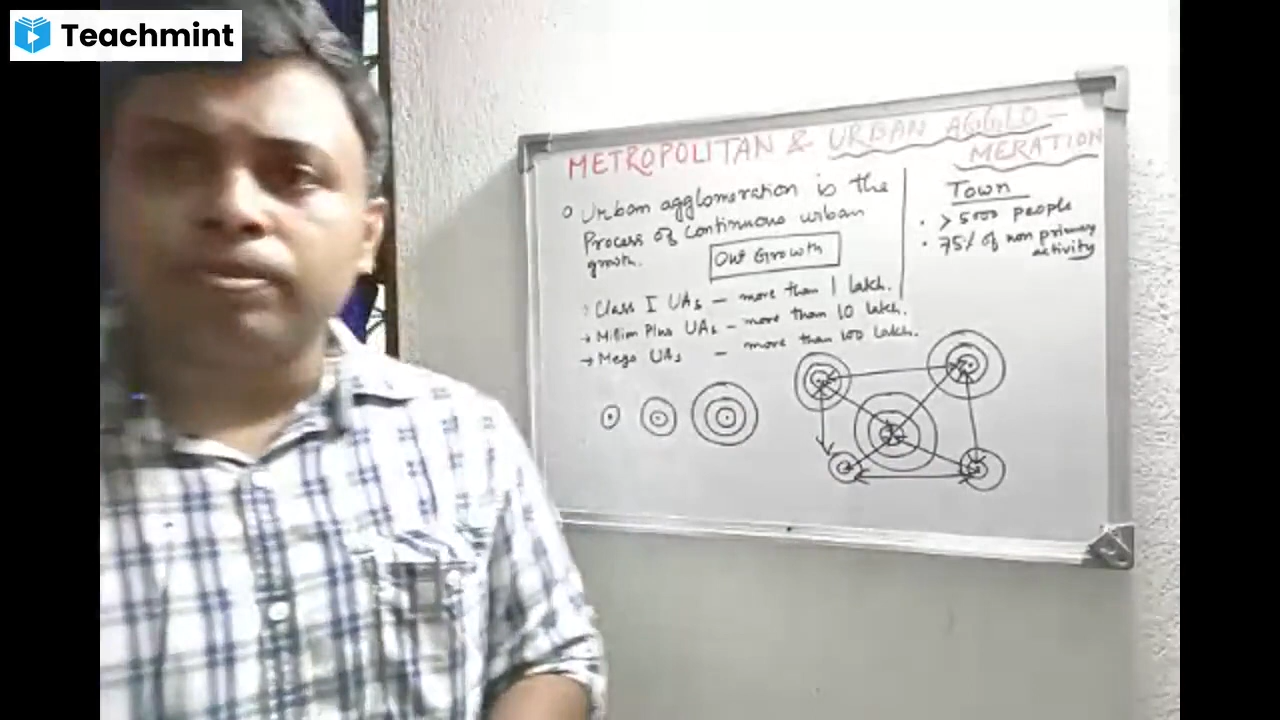 Teachmint
METROPOLITAN & URBAN AGGLO-
MERATION
o Urban agglomeration is the
Process of continuous urban
growth.
Out Growth
Class I UAs – more than 1 lakh.
→ Million Plus UAs – more than 10 lakh.
→ Mega UAs – more than 100 lakh.
Town
• > 5000 people
• 75% of non primary
activity